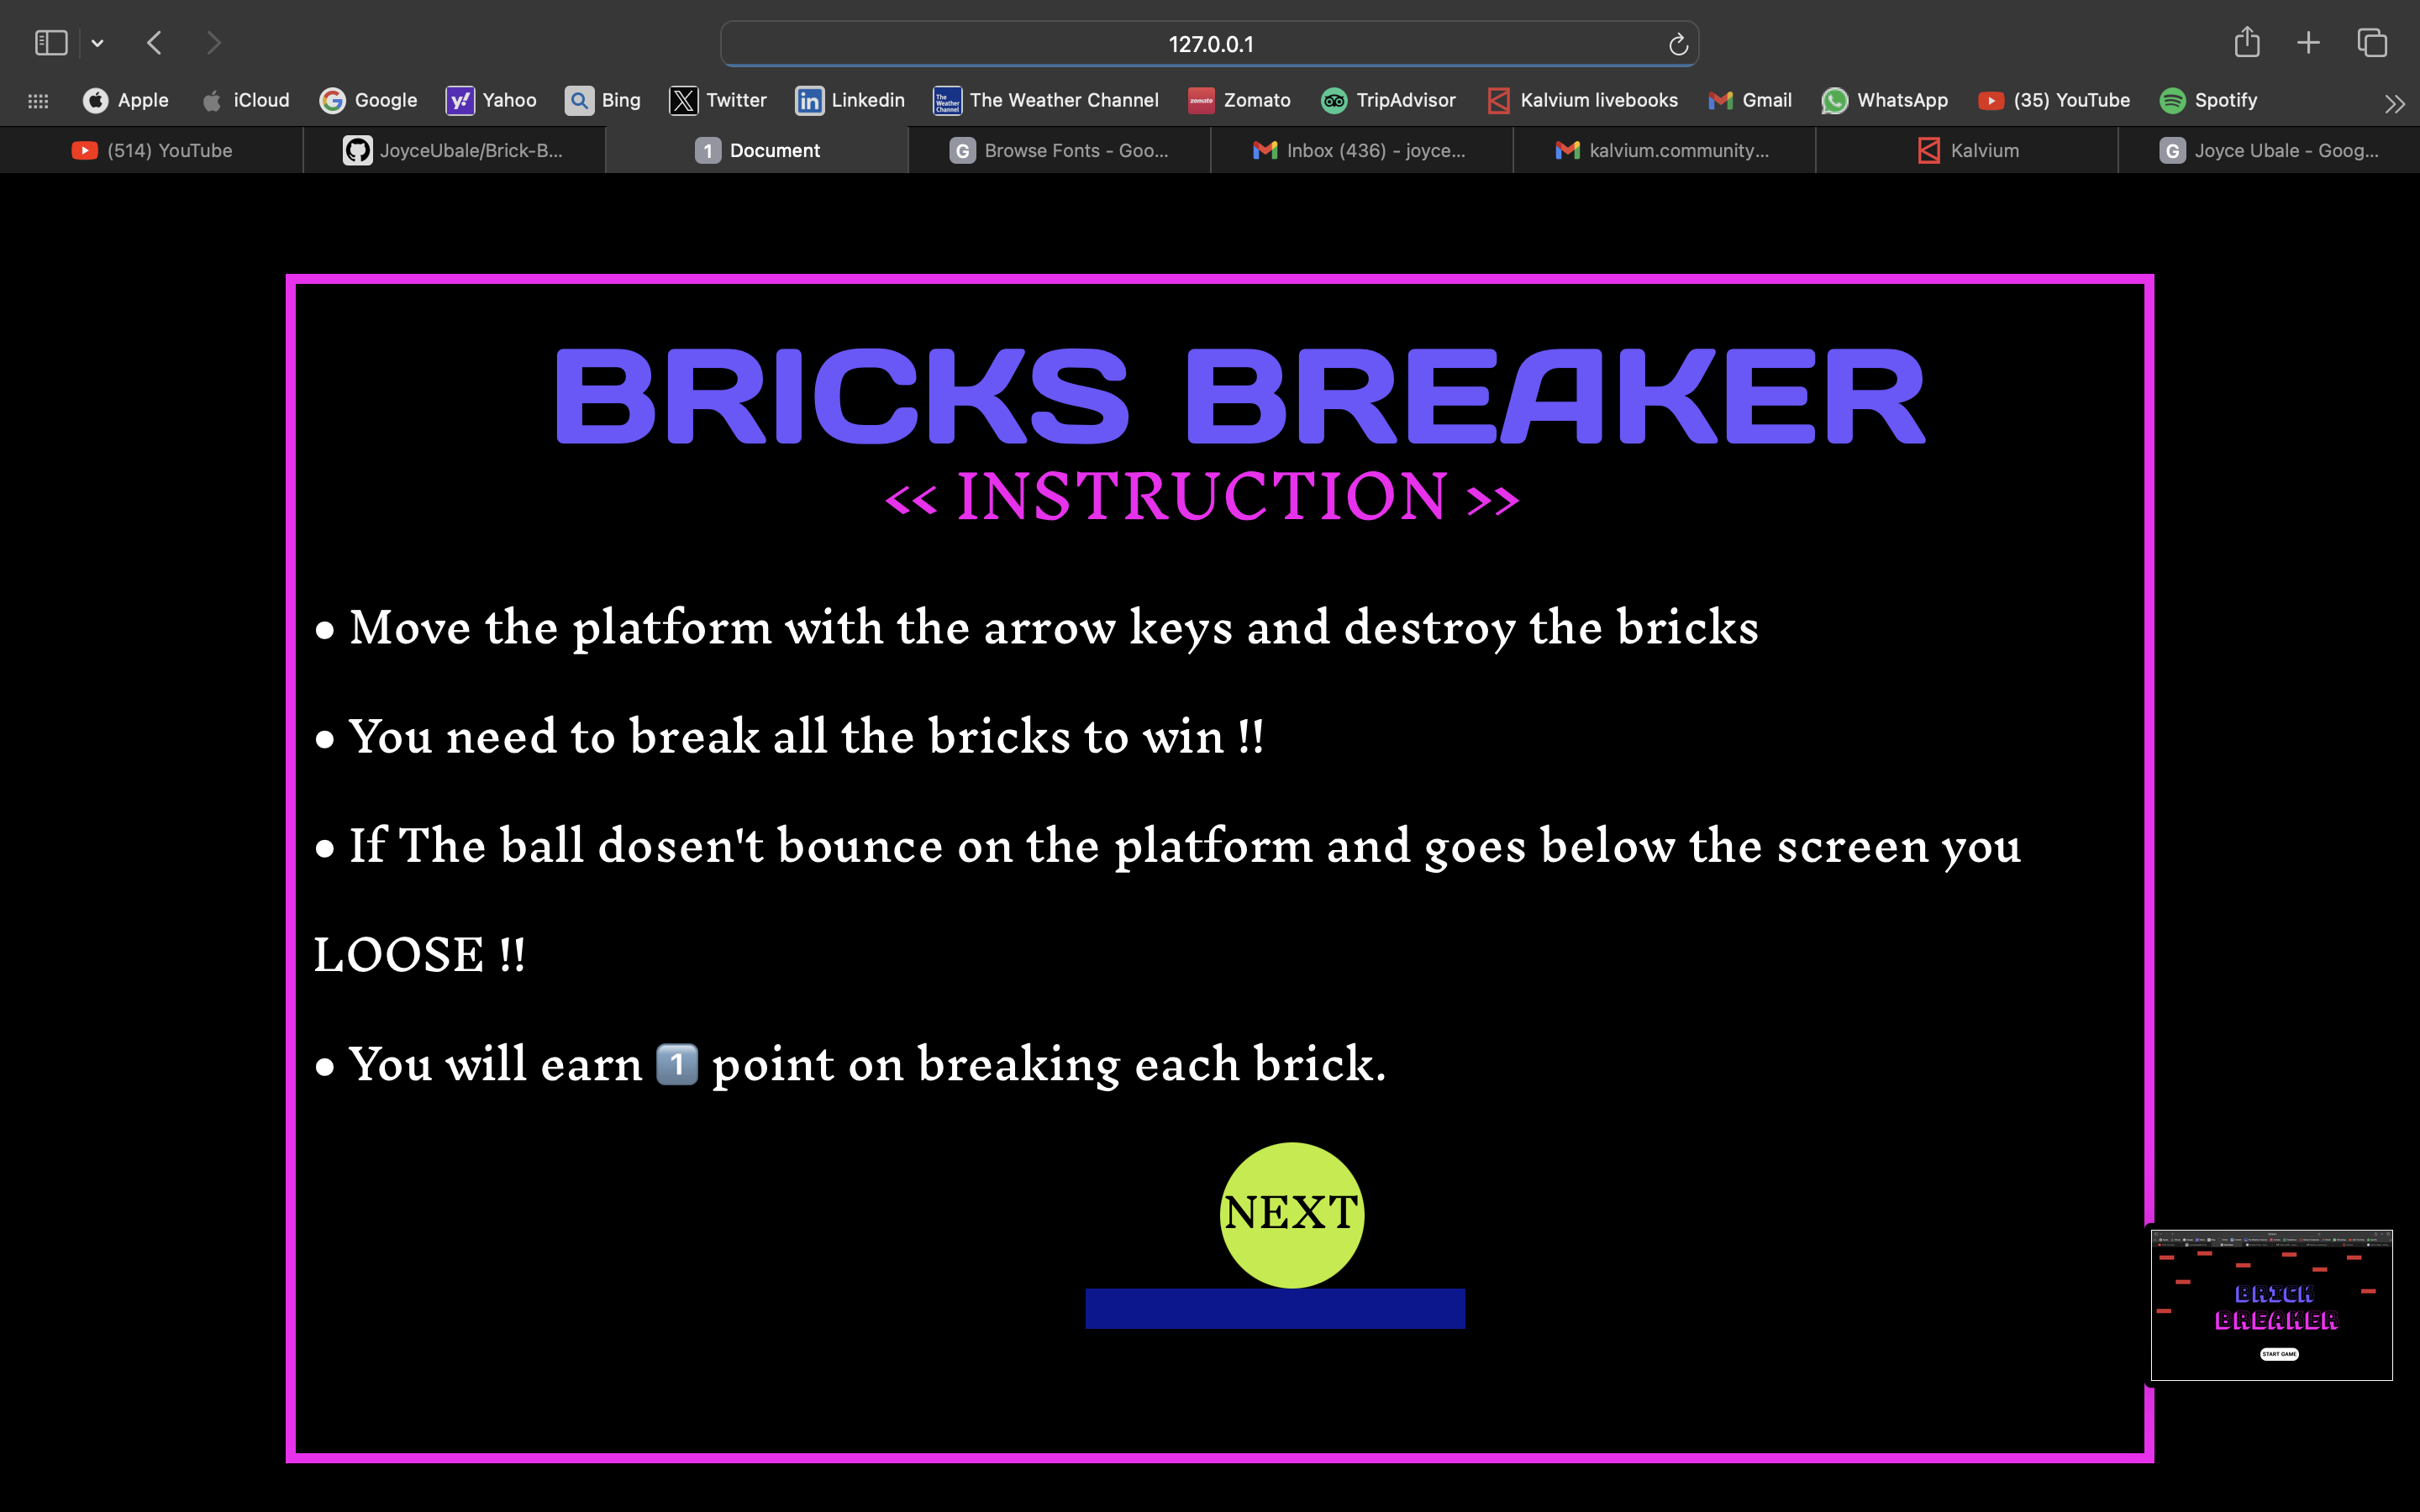 127.0.0.1
Apple iCloud Google Yahoo Bing Twitter Linkedin The Weather Channel Zomato TripAdvisor Kalvium livebooks Gmail WhatsApp (35) YouTube Spotify
(514) YouTube JoyceUbale/Brick-B... 1 Document G Browse Fonts - Goo... Inbox (436) - joyce... kalvium.community... Kalvium G Joyce Ubale - Goog...
BRICKS BREAKER
<< INSTRUCTION >>
• Move the platform with the arrow keys and destroy the bricks
• You need to break all the bricks to win !!
• If The ball dosen't bounce on the platform and goes below the screen you
LOOSE !!
• You will earn 1️⃣ point on breaking each brick.
NEXT
BRICK
BREAKER
START GAME